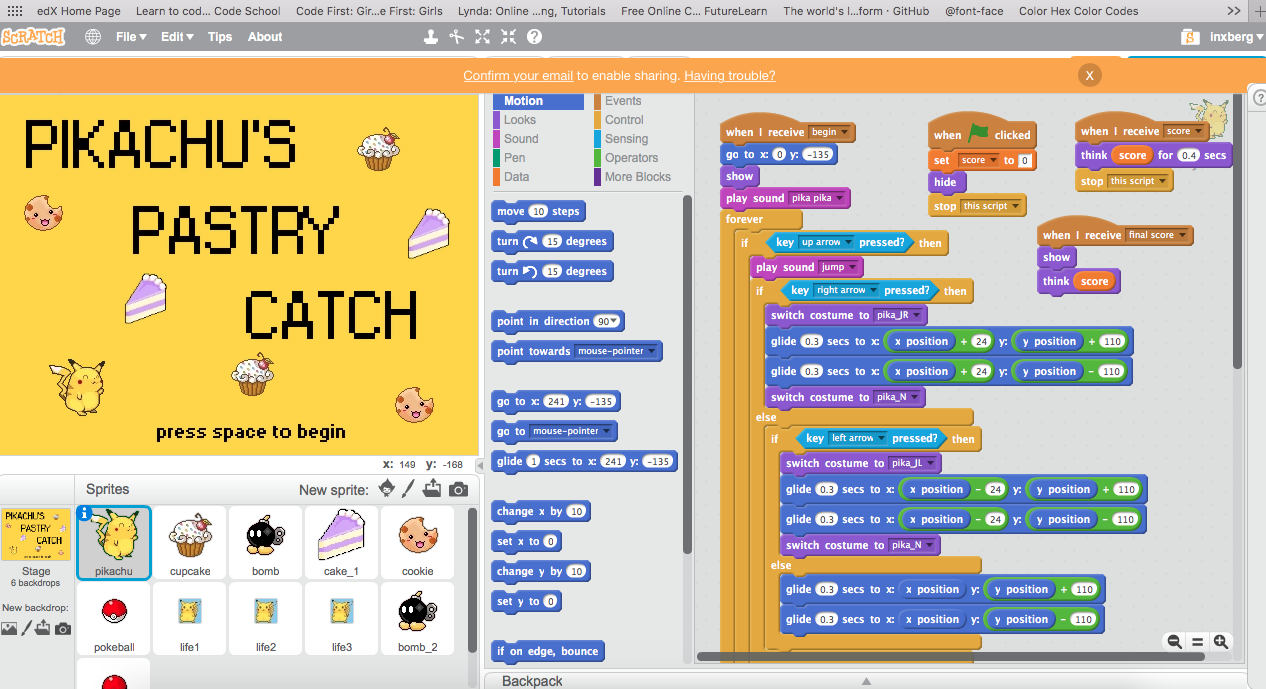 edX Home Page Learn to cod... Code School Code First: Gir...e First: Girls Lynda: Online ...ng, Tutorials Free Online C... FutureLearn The world's l...form · GitHub @font-face Color Hex Color Codes >>
SCRATCH File Edit Tips About inxberg
Confirm your email to enable sharing. Having trouble? X
PIKACHU'S
PASTRY
CATCH
press space to begin
x: 149 y: -168
Sprites New sprite:
PIKACHU'S
PASTRY
CATCH
Stage
6 backdrops
New backdrop:
pikachu cupcake bomb cake_1 cookie
pokeball life1 life2 life3 bomb_2
Motion Events
Looks Control
Sound Sensing
Pen Operators
Data More Blocks
move 10 steps
turn 15 degrees
turn 15 degrees
point in direction 90
point towards mouse-pointer
go to x: 241 y: -135
go to mouse-pointer
glide 1 secs to x: 241 y: -135
change x by 10
set x to 0
change y by 10
set y to 0
if on edge, bounce
when I receive begin
go to x: 0 y: -135
show
play sound pika pika
forever
if key up arrow pressed? then
play sound jump
if key right arrow pressed? then
switch costume to pika_JR
glide 0.3 secs to x: x position + 24 y: y position + 110
glide 0.3 secs to x: x position + 24 y: y position - 110
switch costume to pika_N
else
if key left arrow pressed? then
switch costume to pika_JL
glide 0.3 secs to x: x position - 24 y: y position + 110
glide 0.3 secs to x: x position - 24 y: y position - 110
switch costume to pika_N
else
glide 0.3 secs to x: x position y: y position + 110
glide 0.3 secs to x: x position y: y position - 110
when clicked
set score to 0
hide
stop this script
when I receive score
think score for 0.4 secs
stop this script
when I receive final score
show
think score
Backpack